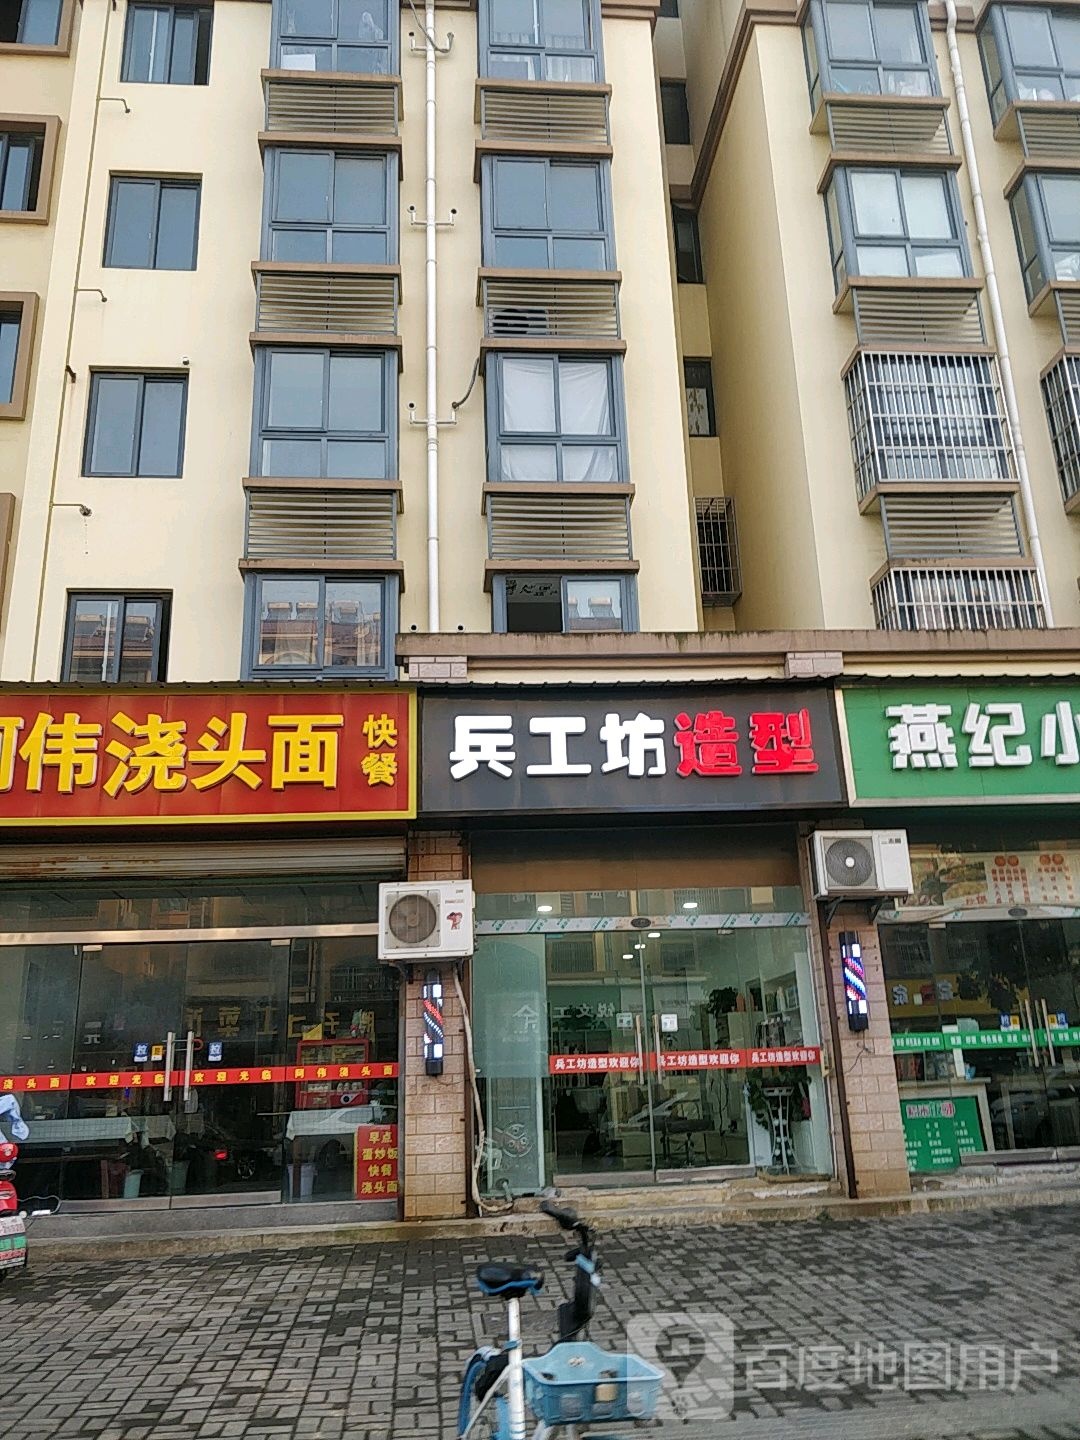 阿伟浇头面
快餐
兵工坊造型
燕纪小
浇头面 欢迎光临 欢迎光临 阿伟浇头面
兵工坊造型欢迎你 兵工坊造型欢迎你 兵工坊造型欢迎你
早点
蛋炒饭
快餐
浇头面
百度地图用户